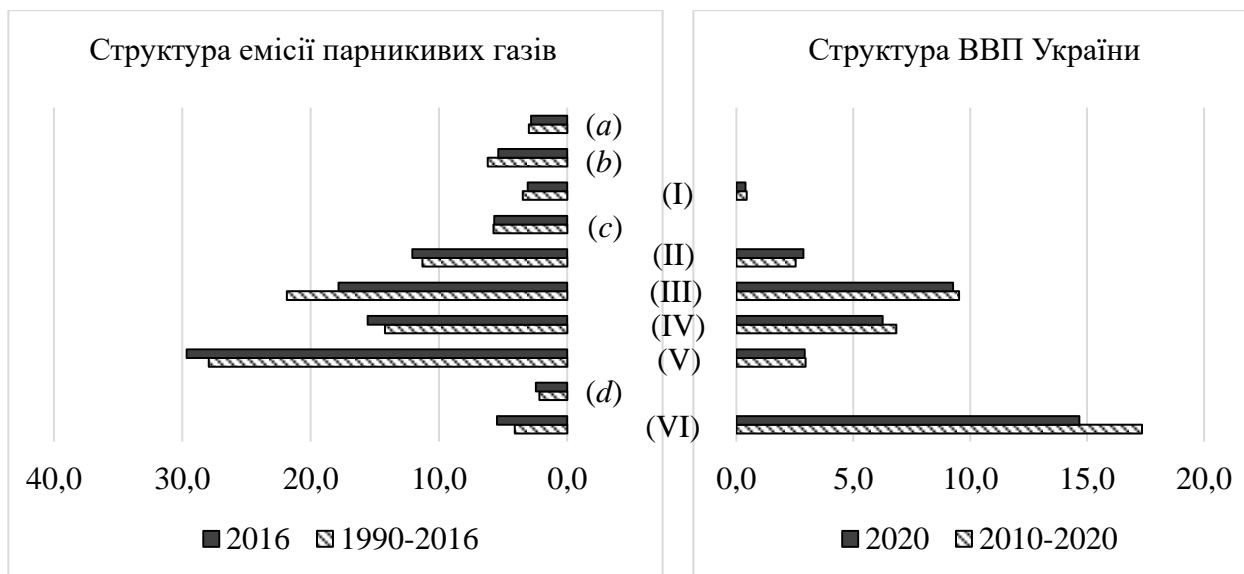 Структура емісії парникивих газів
Структура ВВП України
(a)
(b)
(I)
(c)
(II)
(III)
(IV)
(V)
(d)
(VI)
40,0 30,0 20,0 10,0 0,0
0,0 5,0 10,0 15,0 20,0
2016 1990-2016
2020 2010-2020